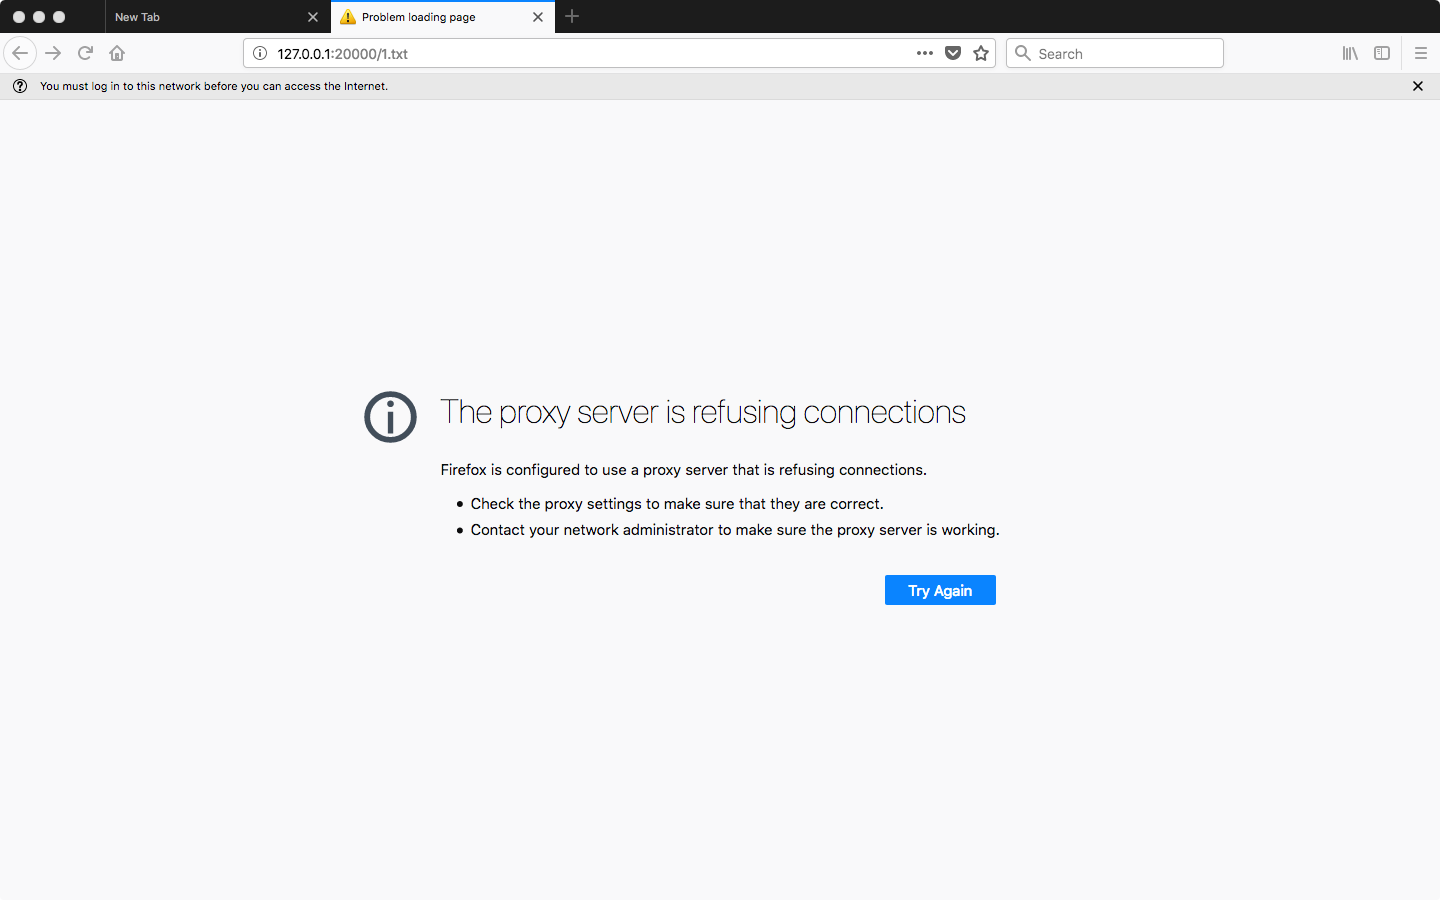 New Tab
Problem loading page
127.0.0.1:20000/1.txt
Search
You must log in to this network before you can access the Internet.
The proxy server is refusing connections
Firefox is configured to use a proxy server that is refusing connections.
• Check the proxy settings to make sure that they are correct.
• Contact your network administrator to make sure the proxy server is working.
Try Again